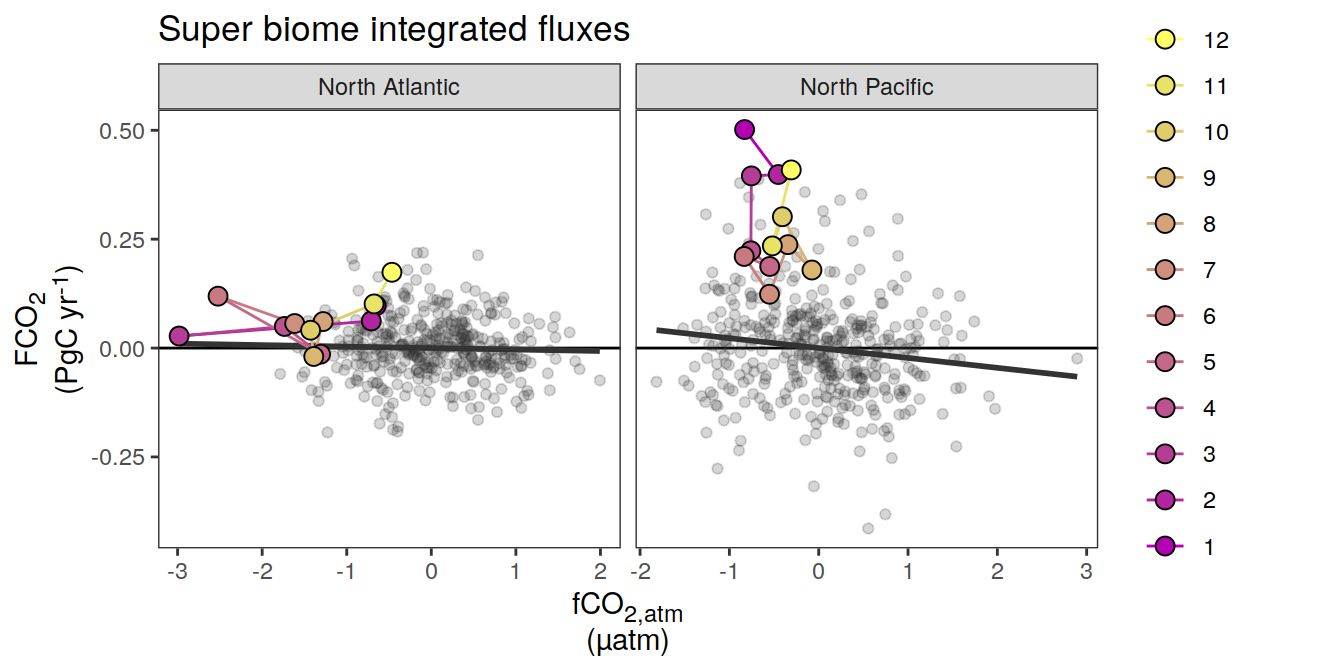 Super biome integrated fluxes
North Atlantic
North Pacific
0.50
0.25
0.00
-0.25
FCO₂
(PgC yr⁻¹)
-3 -2 -1 0 1 2
-2 -1 0 1 2 3
fCO₂,atm
(µatm)
12
11
10
9
8
7
6
5
4
3
2
1